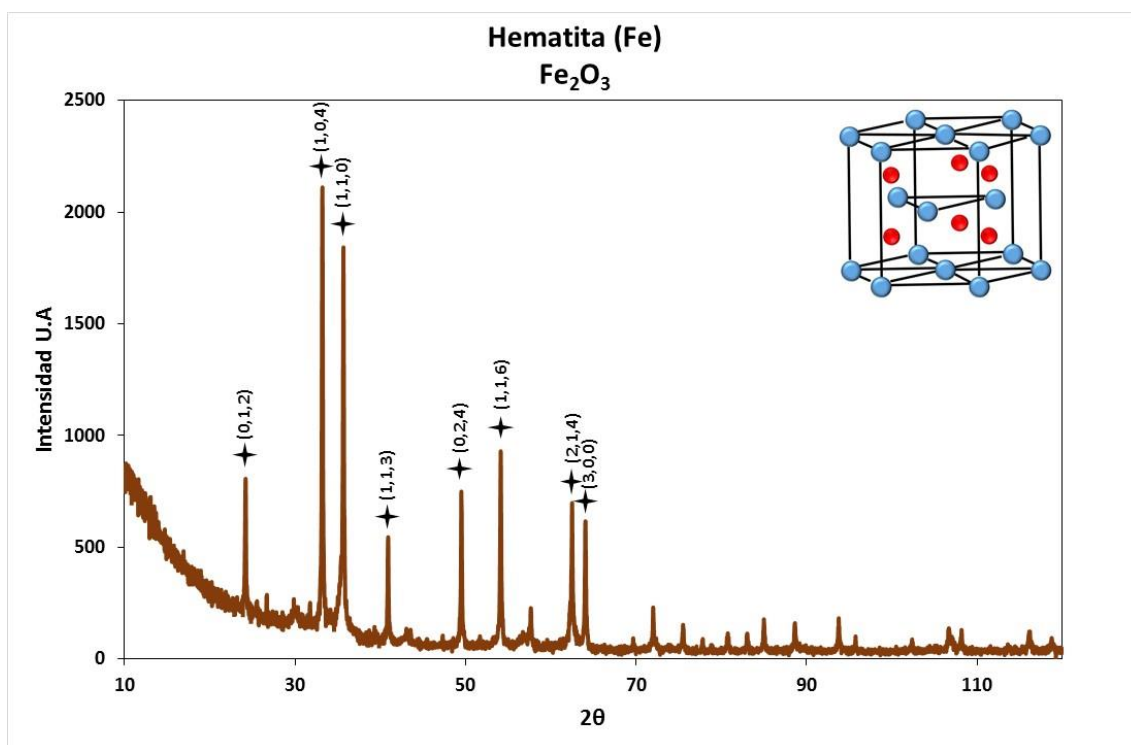 Hematita (Fe)
Fe₂O₃
Intensidad U.A
2500
2000
1500
1000
500
0
(0,1,2)
(1,0,4)
(1,1,0)
(1,1,3)
(0,2,4)
(1,1,6)
(2,1,4)
(3,0,0)
10 30 50 70 90 110
2θ